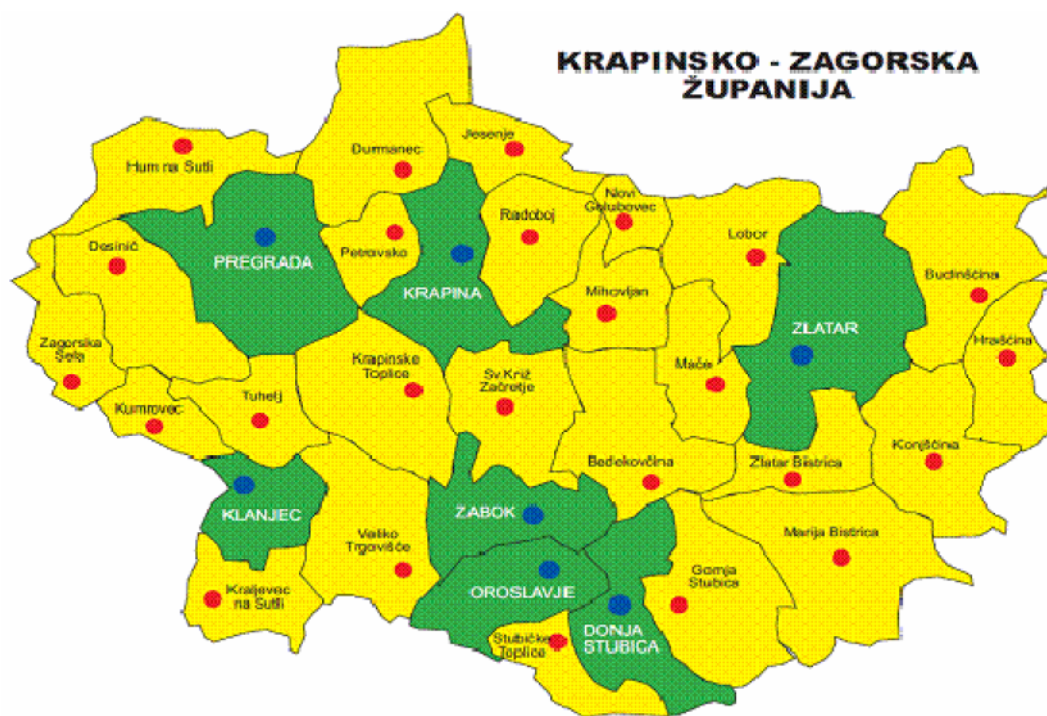 KRAPINSKO - ZAGORSKA
ŽUPANIJA
Jesenje
Đurmanec
Hum na Sutli
Novi
Golubovec
Radoboj
Lobor
Desinić
Petrovsko
PREGRADA
KRAPINA
Budinščina
Mihovljan
ZLATAR
Hrašćina
Zagorska
Sela
Krapinske
Toplice
Sv.Križ
Začretje
Mače
Tuhelj
Kumrovec
Konjšćina
Bedekovčina
Zlatar Bistrica
KLANJEC
ZABOK
Veliko
Trgovišće
Marija Bistrica
Gornja
Stubica
OROSLAVJE
Kraljevec
na Sutli
DONJA
STUBICA
Stubičke
Toplice